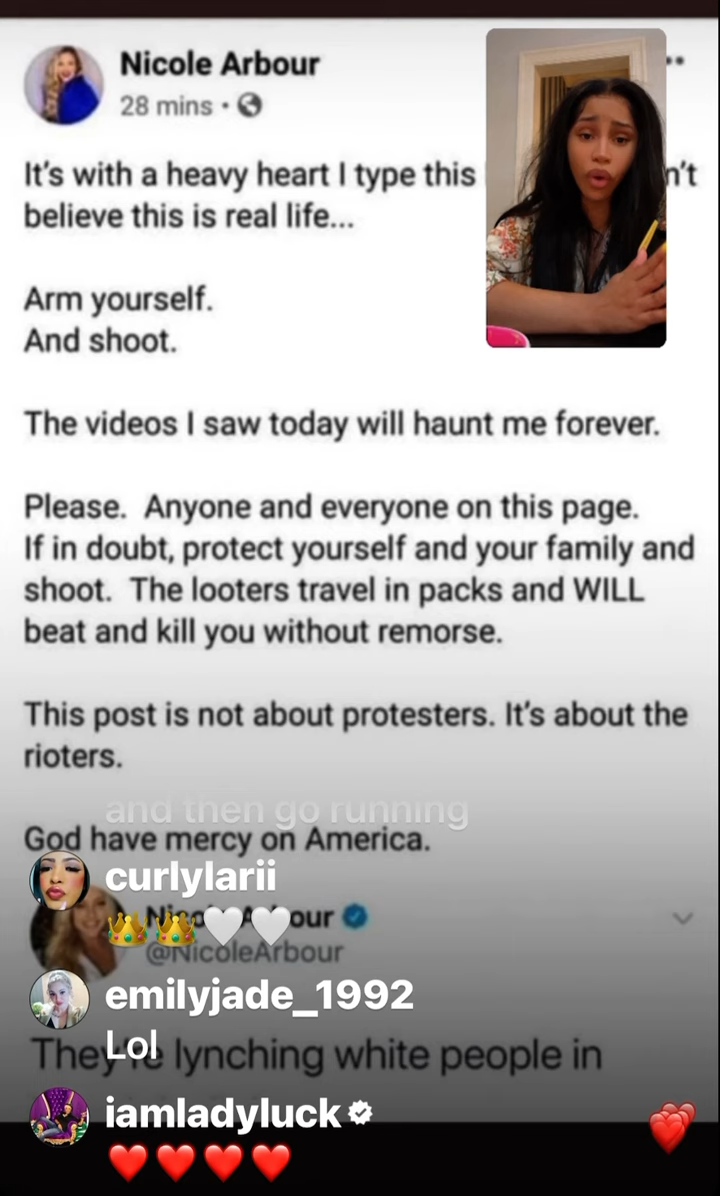 Nicole Arbour
28 mins •
It's with a heavy heart I type this n't
believe this is real life...
Arm yourself.
And shoot.
The videos I saw today will haunt me forever.
Please. Anyone and everyone on this page.
If in doubt, protect yourself and your family and
shoot. The looters travel in packs and WILL
beat and kill you without remorse.
This post is not about protesters. It's about the
rioters.
and then go running
God have mercy on America.
curlylarii
👑👑🤍🤍
our
@NicoleArbour
emilyjade_1992
Lol
They're lynching white people in
iamladyluck
❤️❤️❤️❤️